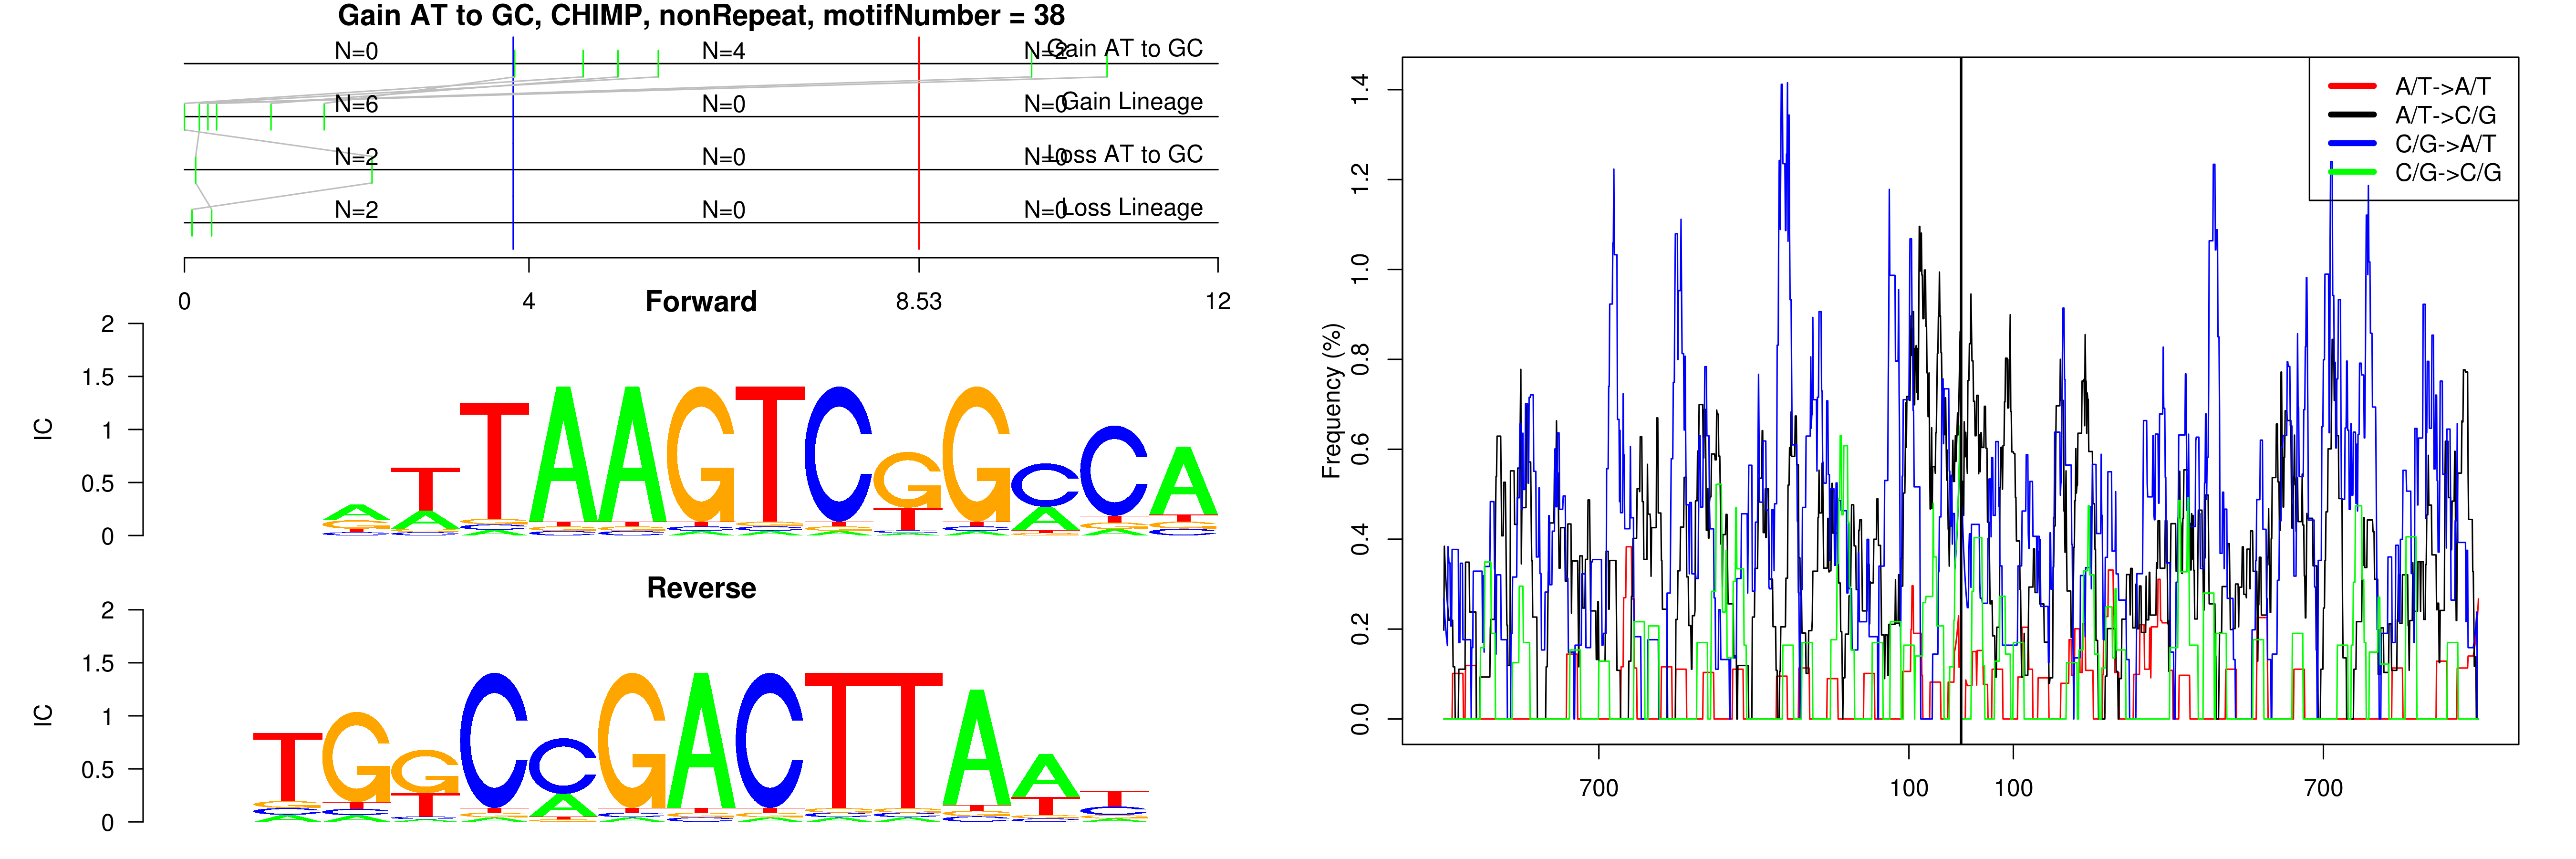 Gain AT to GC, CHIMP, nonRepeat, motifNumber = 38
N=0 N=4 N=2 Gain AT to GC
N=6 N=0 N=0 Gain Lineage
N=2 N=0 N=0 Loss AT to GC
N=2 N=0 N=0 Loss Lineage
0 4 8.53 12
Forward
IC
2
1.5
1
0.5
0
A T T A A G T C G G C C A
Reverse
IC
2
1.5
1
0.5
0
T G G C C G A C T T A A T
Frequency (%)
1.4
1.2
1.0
0.8
0.6
0.4
0.2
0.0
700 100 100 700
A/T->A/T
A/T->C/G
C/G->A/T
C/G->C/G